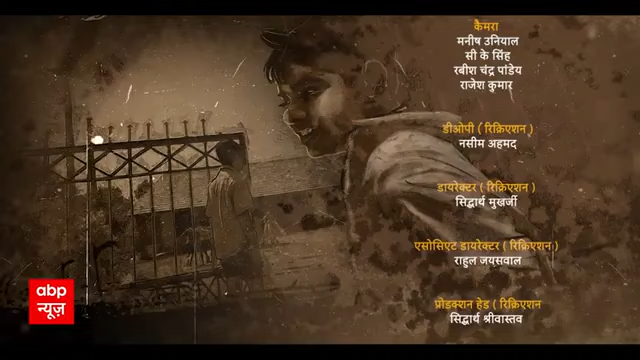 कैमरा
मनीष उनियाल
सी के सिंह
रबीश चंद्र पांडेय
राजेश कुमार
डीओपी ( रिक्रिएशन )
नसीम अहमद
डायरेक्टर ( रिक्रिएशन )
सिद्धार्थ मुखर्जी
एसोसिएट डायरेक्टर ( रिक्रिएशन )
राहुल जयसवाल
प्रोडक्शन हेड ( रिक्रिएशन
सिद्धार्थ श्रीवास्तव
abp
न्यूज़